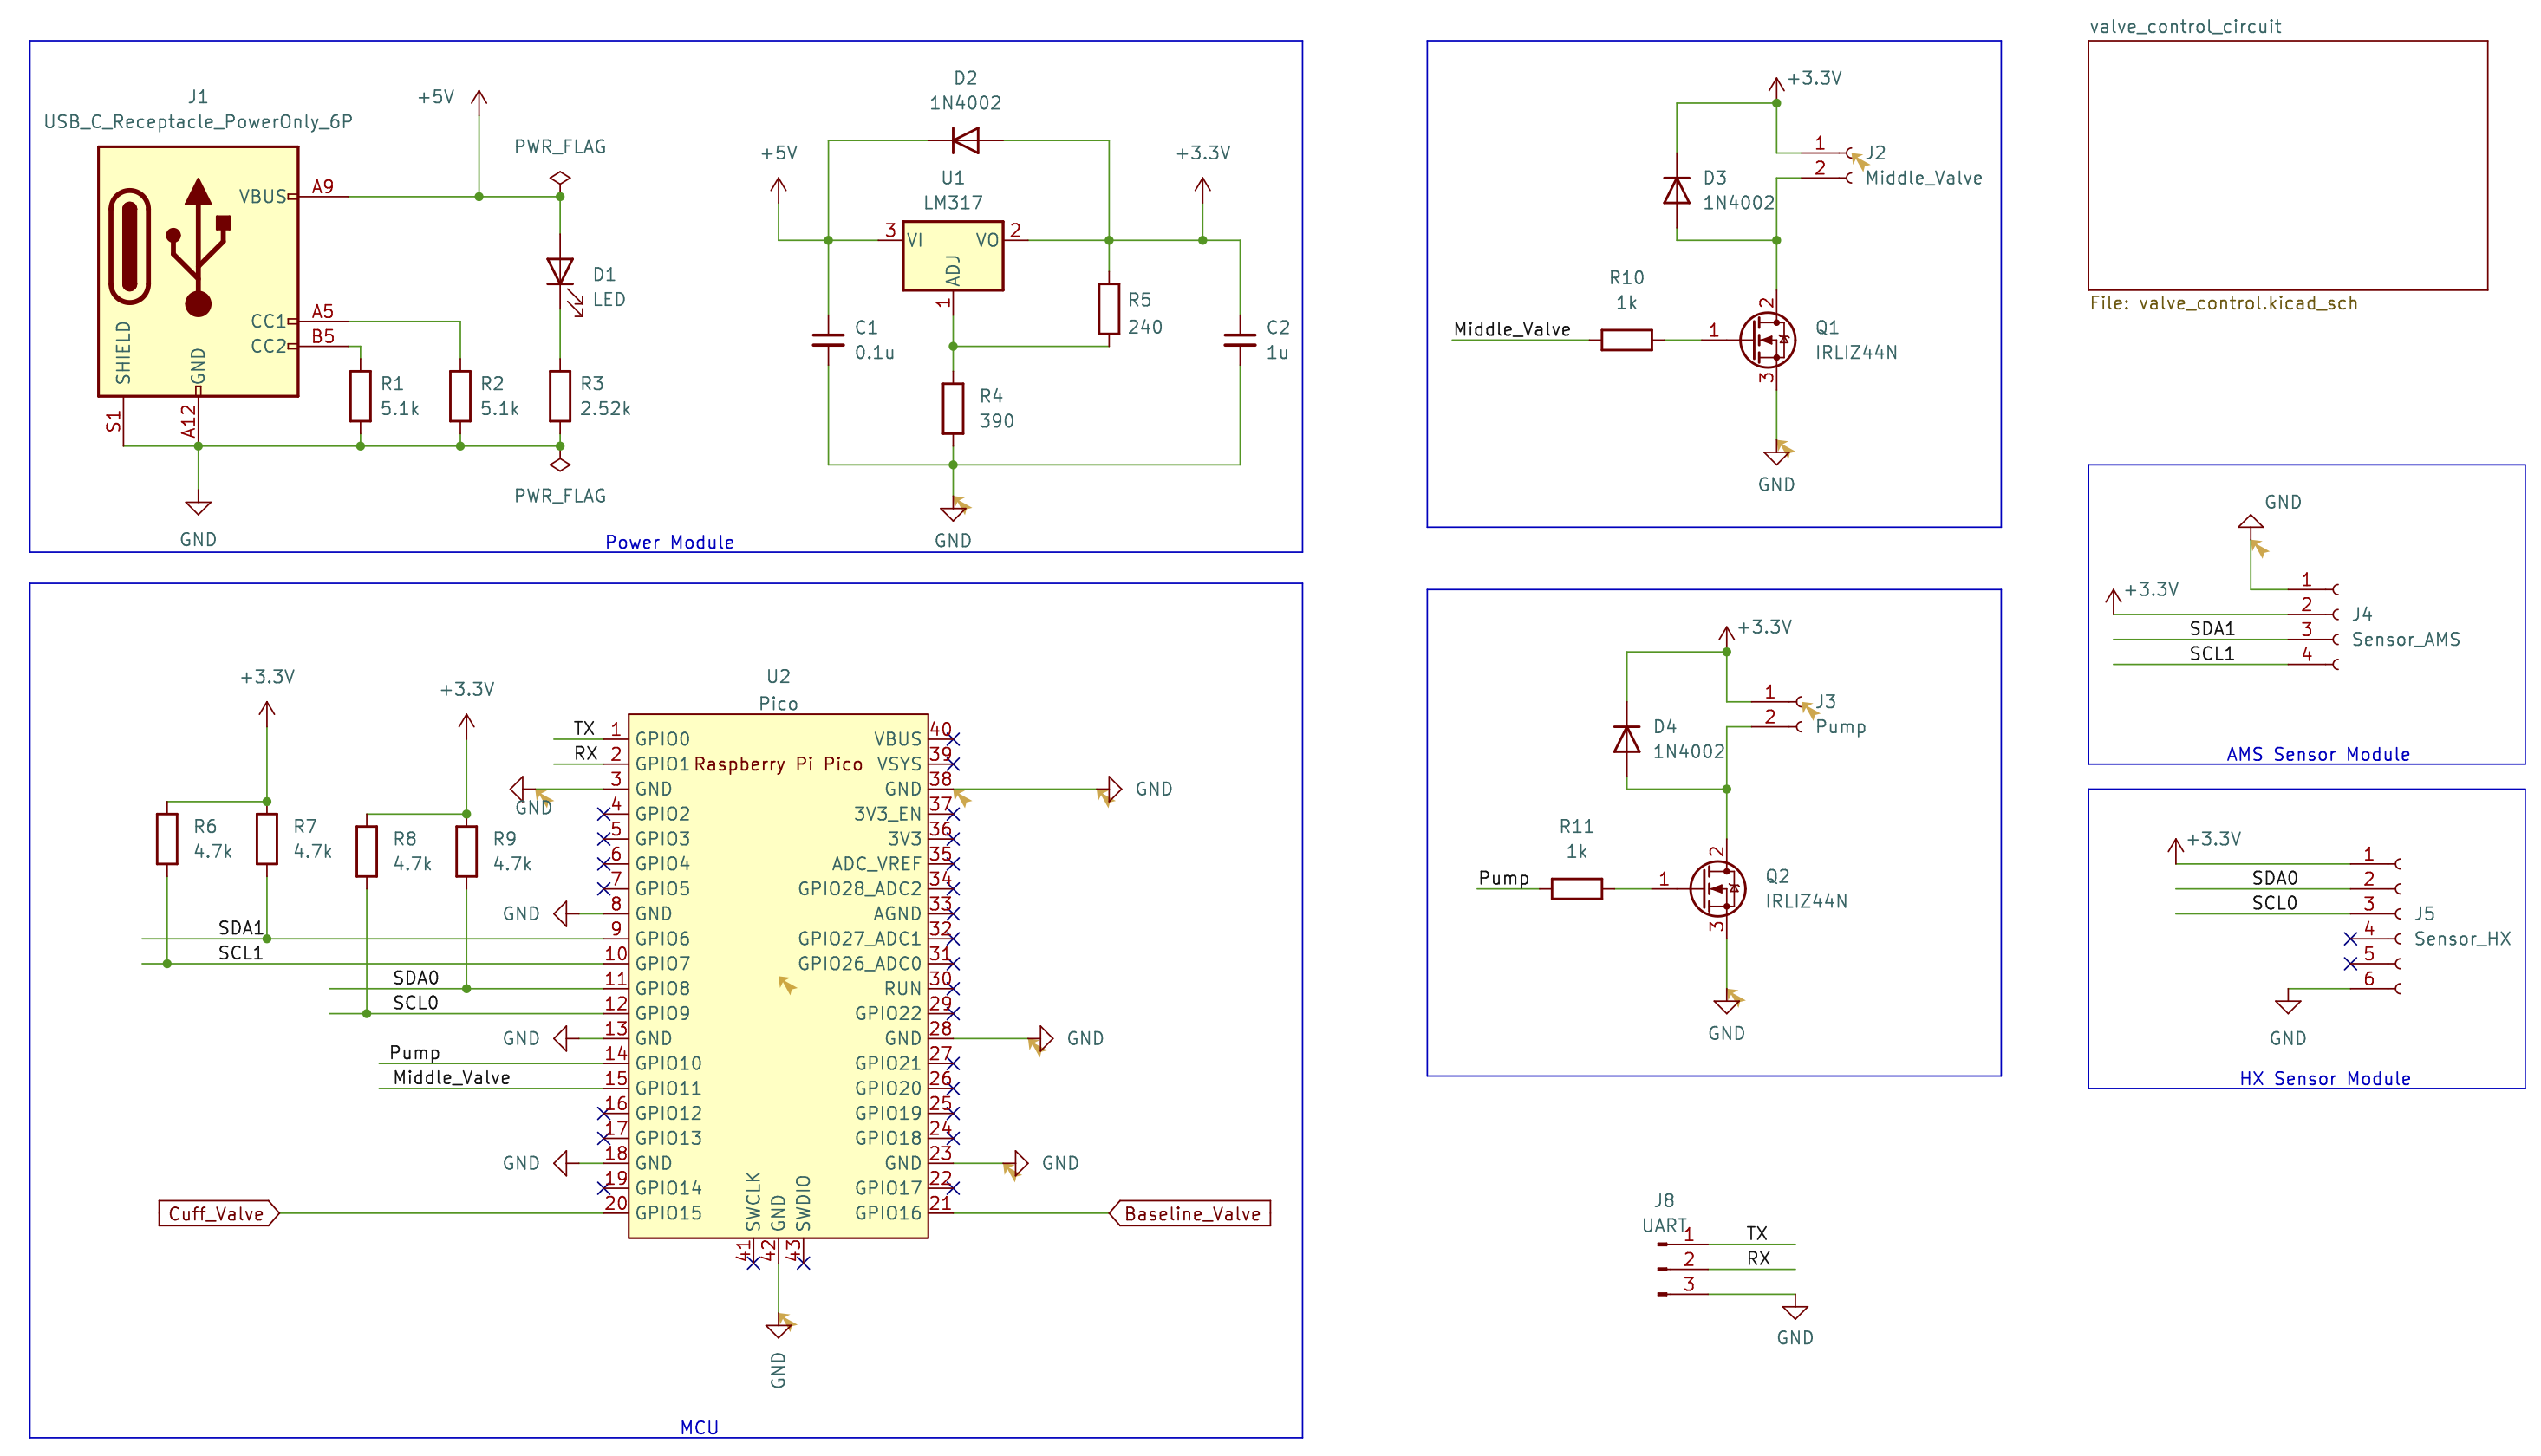 J1
USB_C_Receptacle_PowerOnly_6P
VBUS
A9
CC1
A5
CC2
B5
SHIELD
GND
S1
A12
GND
+5V
PWR_FLAG
D1
LED
R1
5.1k
R2
5.1k
R3
2.52k
PWR_FLAG
D2
1N4002
+5V
+3.3V
U1
LM317
3
VI
VO
2
ADJ
1
C1
0.1u
R5
240
C2
1u
R4
390
GND
Power Module
+3.3V
1
2
J2
Middle_Valve
D3
1N4002
R10
1k
Middle_Valve
1
2
3
Q1
IRLIZ44N
GND
valve_control_circuit
File: valve_control.kicad_sch
GND
+3.3V
SDA1
SCL1
1
2
3
4
J4
Sensor_AMS
AMS Sensor Module
+3.3V
SDA0
SCL0
1
2
3
4
5
6
J5
Sensor_HX
GND
HX Sensor Module
+3.3V
1
2
J3
Pump
D4
1N4002
R11
1k
Pump
1
2
3
Q2
IRLIZ44N
GND
J8
UART
1
TX
2
RX
3
GND
+3.3V
+3.3V
R6
4.7k
R7
4.7k
R8
4.7k
R9
4.7k
U2
Pico
Raspberry Pi Pico
TX
1
GPIO0
RX
2
GPIO1
GND
3
GND
4
GPIO2
5
GPIO3
6
GPIO4
7
GPIO5
GND
8
GND
SDA1
9
GPIO6
SCL1
10
GPIO7
SDA0
11
GPIO8
SCL0
12
GPIO9
GND
13
GND
Pump
14
GPIO10
Middle_Valve
15
GPIO11
16
GPIO12
17
GPIO13
GND
18
GND
19
GPIO14
Cuff_Valve
20
GPIO15
VBUS
40
VSYS
39
GND
38
GND
3V3_EN
37
3V3
36
ADC_VREF
35
GPIO28_ADC2
34
AGND
33
GPIO27_ADC1
32
GPIO26_ADC0
31
RUN
30
GPIO22
29
GND
28
GND
GPIO21
27
GPIO20
26
GPIO19
25
GPIO18
24
GND
23
GND
GPIO17
22
GPIO16
21
Baseline_Valve
SWCLK
GND
SWDIO
41
42
43
GND
MCU